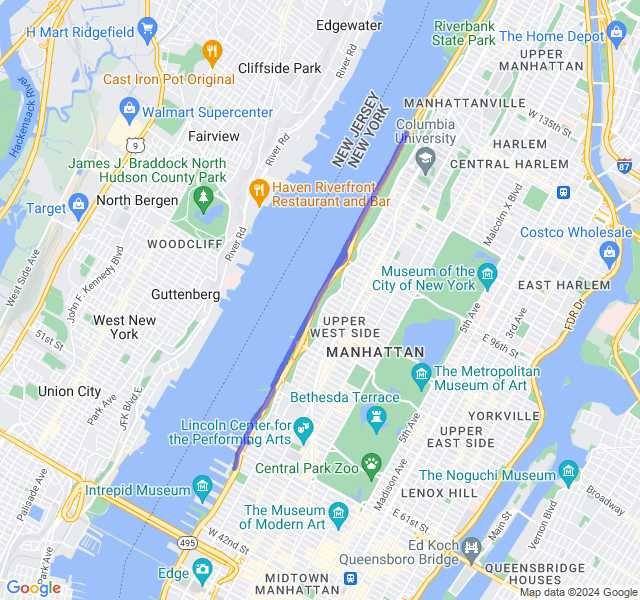 Edgewater
Riverbank
State Park
H Mart Ridgefield
The Home Depot
Cast Iron Pot Original
Cliffside Park
River Rd
UPPER
MANHATTAN
Hackensack River
Walmart Supercenter
NEW JERSEY
NEW YORK
MANHATTANVILLE
W 135th St
9
Fairview
Columbia
University
HARLEM
River Rd
James J. Braddock North
Hudson County Park
CENTRAL HARLEM
87
Haven Riverfront
Restaurant and Bar
Target
North Bergen
Malcolm X Blvd
Costco Wholesale
WOODCLIFF
River Rd
West Side Ave
John F. Kennedy Blvd
Museum of the
City of New York
EAST HARLEM
Guttenberg
FDR Dr
5th Ave
3rd Ave
West New
York
51st St
UPPER
WEST SIDE
E 96th St
MANHATTAN
The Metropolitan
Museum of Art
Union City
Park Ave
JFK Blvd E
Bethesda Terrace
YORKVILLE
Lincoln Center for
the Performing Arts
5th Ave
UPPER
EAST SIDE
Central Park Zoo
Madison Ave
The Noguchi Museum
Palisade Ave
Intrepid Museum
LENOX HILL
Broadway
The Museum
of Modern Art
E 61st St
Main St
Vernon Blvd
W 42nd St
495
Ed Koch
Queensboro Bridge
Park Ave
Edge
QUEENSBRIDGE
HOUSES
MIDTOWN
MANHATTAN
Google
Map data ©2024 Google